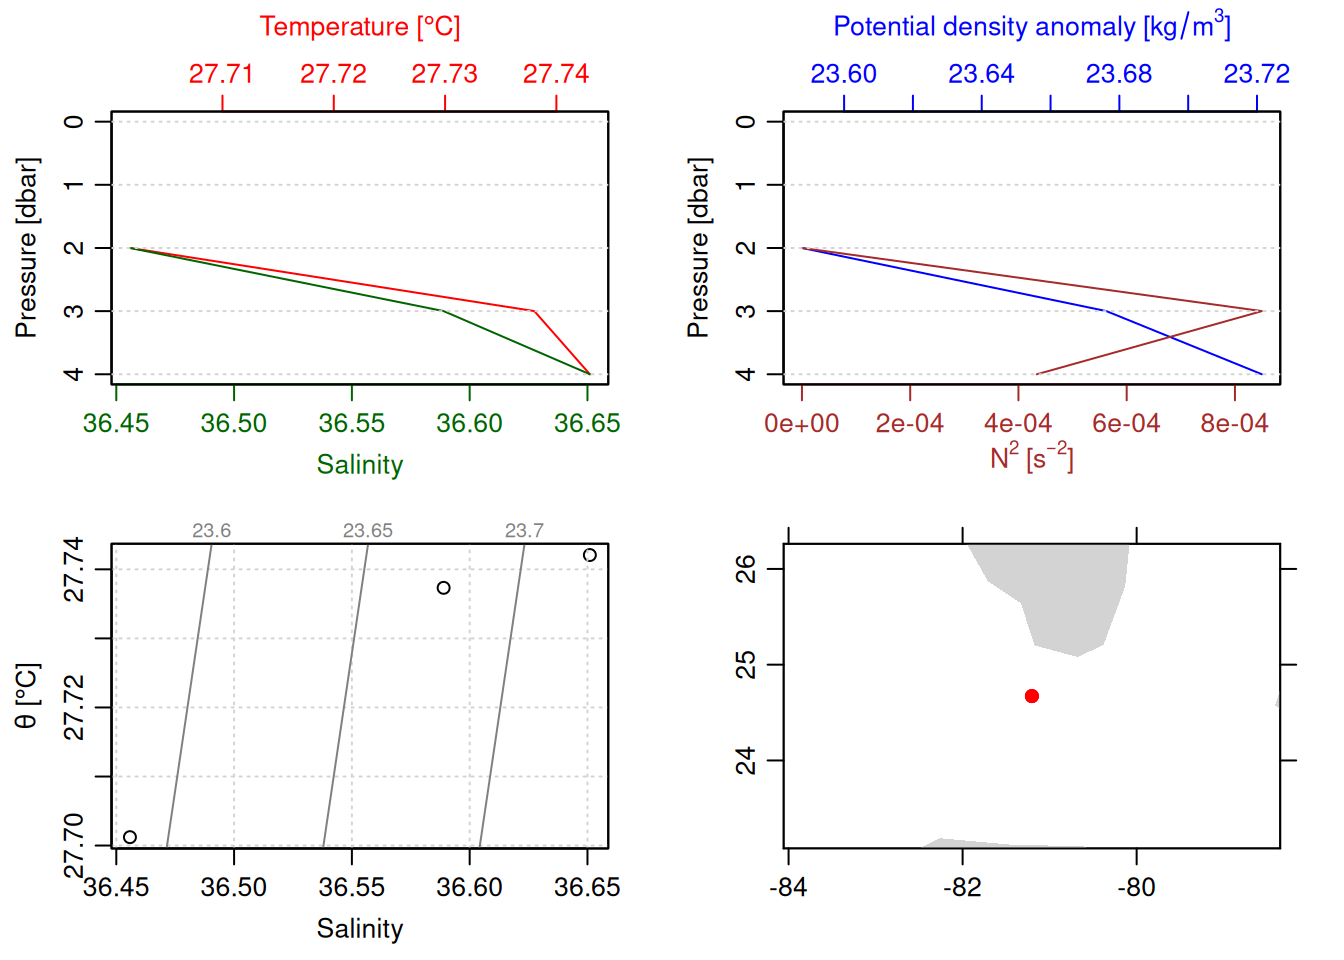 Temperature [°C]
27.71 27.72 27.73 27.74
Pressure [dbar]
0
1
2
3
4
36.45 36.50 36.55 36.60 36.65
Salinity
Potential density anomaly [kg/m³]
23.60 23.64 23.68 23.72
Pressure [dbar]
0
1
2
3
4
0e+00 2e-04 4e-04 6e-04 8e-04
N² [s⁻²]
23.6 23.65 23.7
θ [°C]
27.74
27.72
27.70
36.45 36.50 36.55 36.60 36.65
Salinity
26
25
24
-84 -82 -80